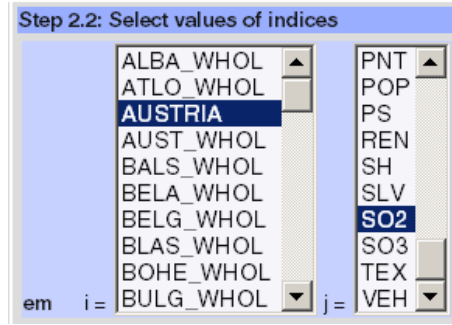 Step 2.2: Select values of indices
em i =
ALBA_WHOL
ATLO_WHOL
AUSTRIA
AUST_WHOL
BALS_WHOL
BELA_WHOL
BELG_WHOL
BLAS_WHOL
BOHE_WHOL
BULG_WHOL
j =
PNT
POP
PS
REN
SH
SLV
SO2
SO3
TEX
VEH